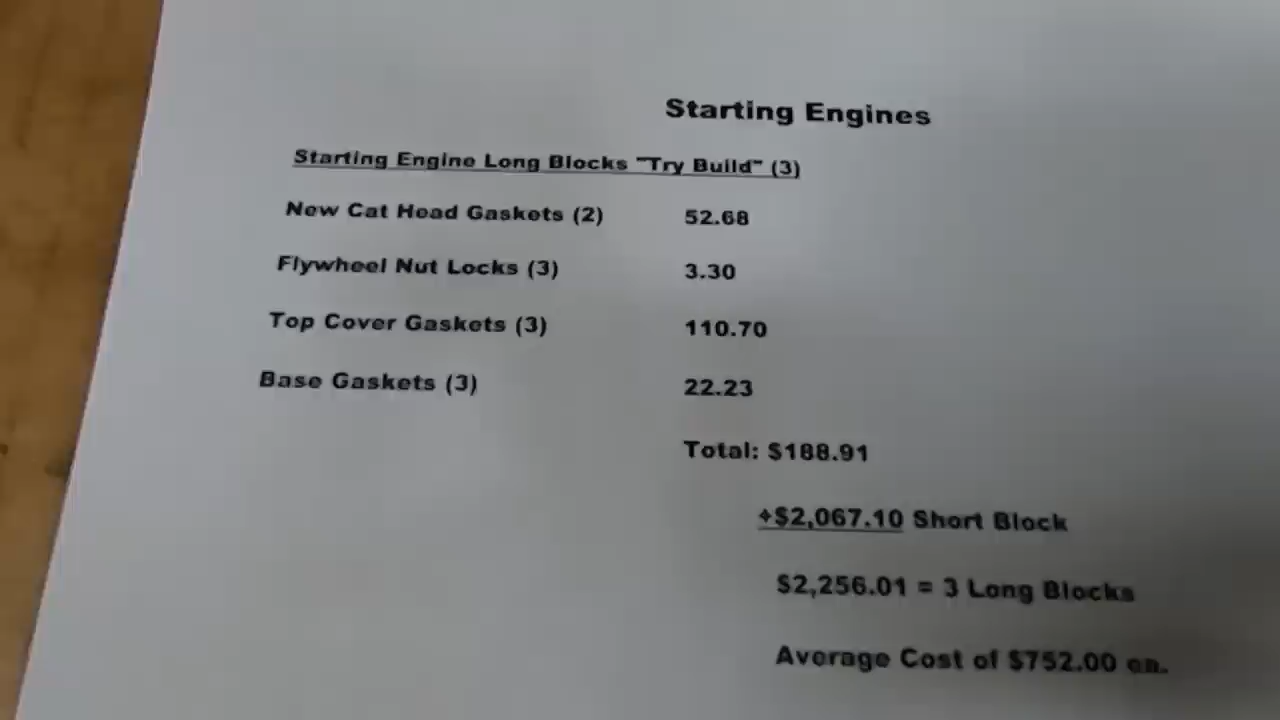 Starting Engines
Starting Engine Long Blocks "Try Build" (3)
New Cat Head Gaskets (2) 52.68
Flywheel Nut Locks (3) 3.30
Top Cover Gaskets (3) 110.70
Base Gaskets (3) 22.23
Total: $188.91
+$2,067.10 Short Block
$2,256.01 = 3 Long Blocks
Average Cost of $752.00 ea.